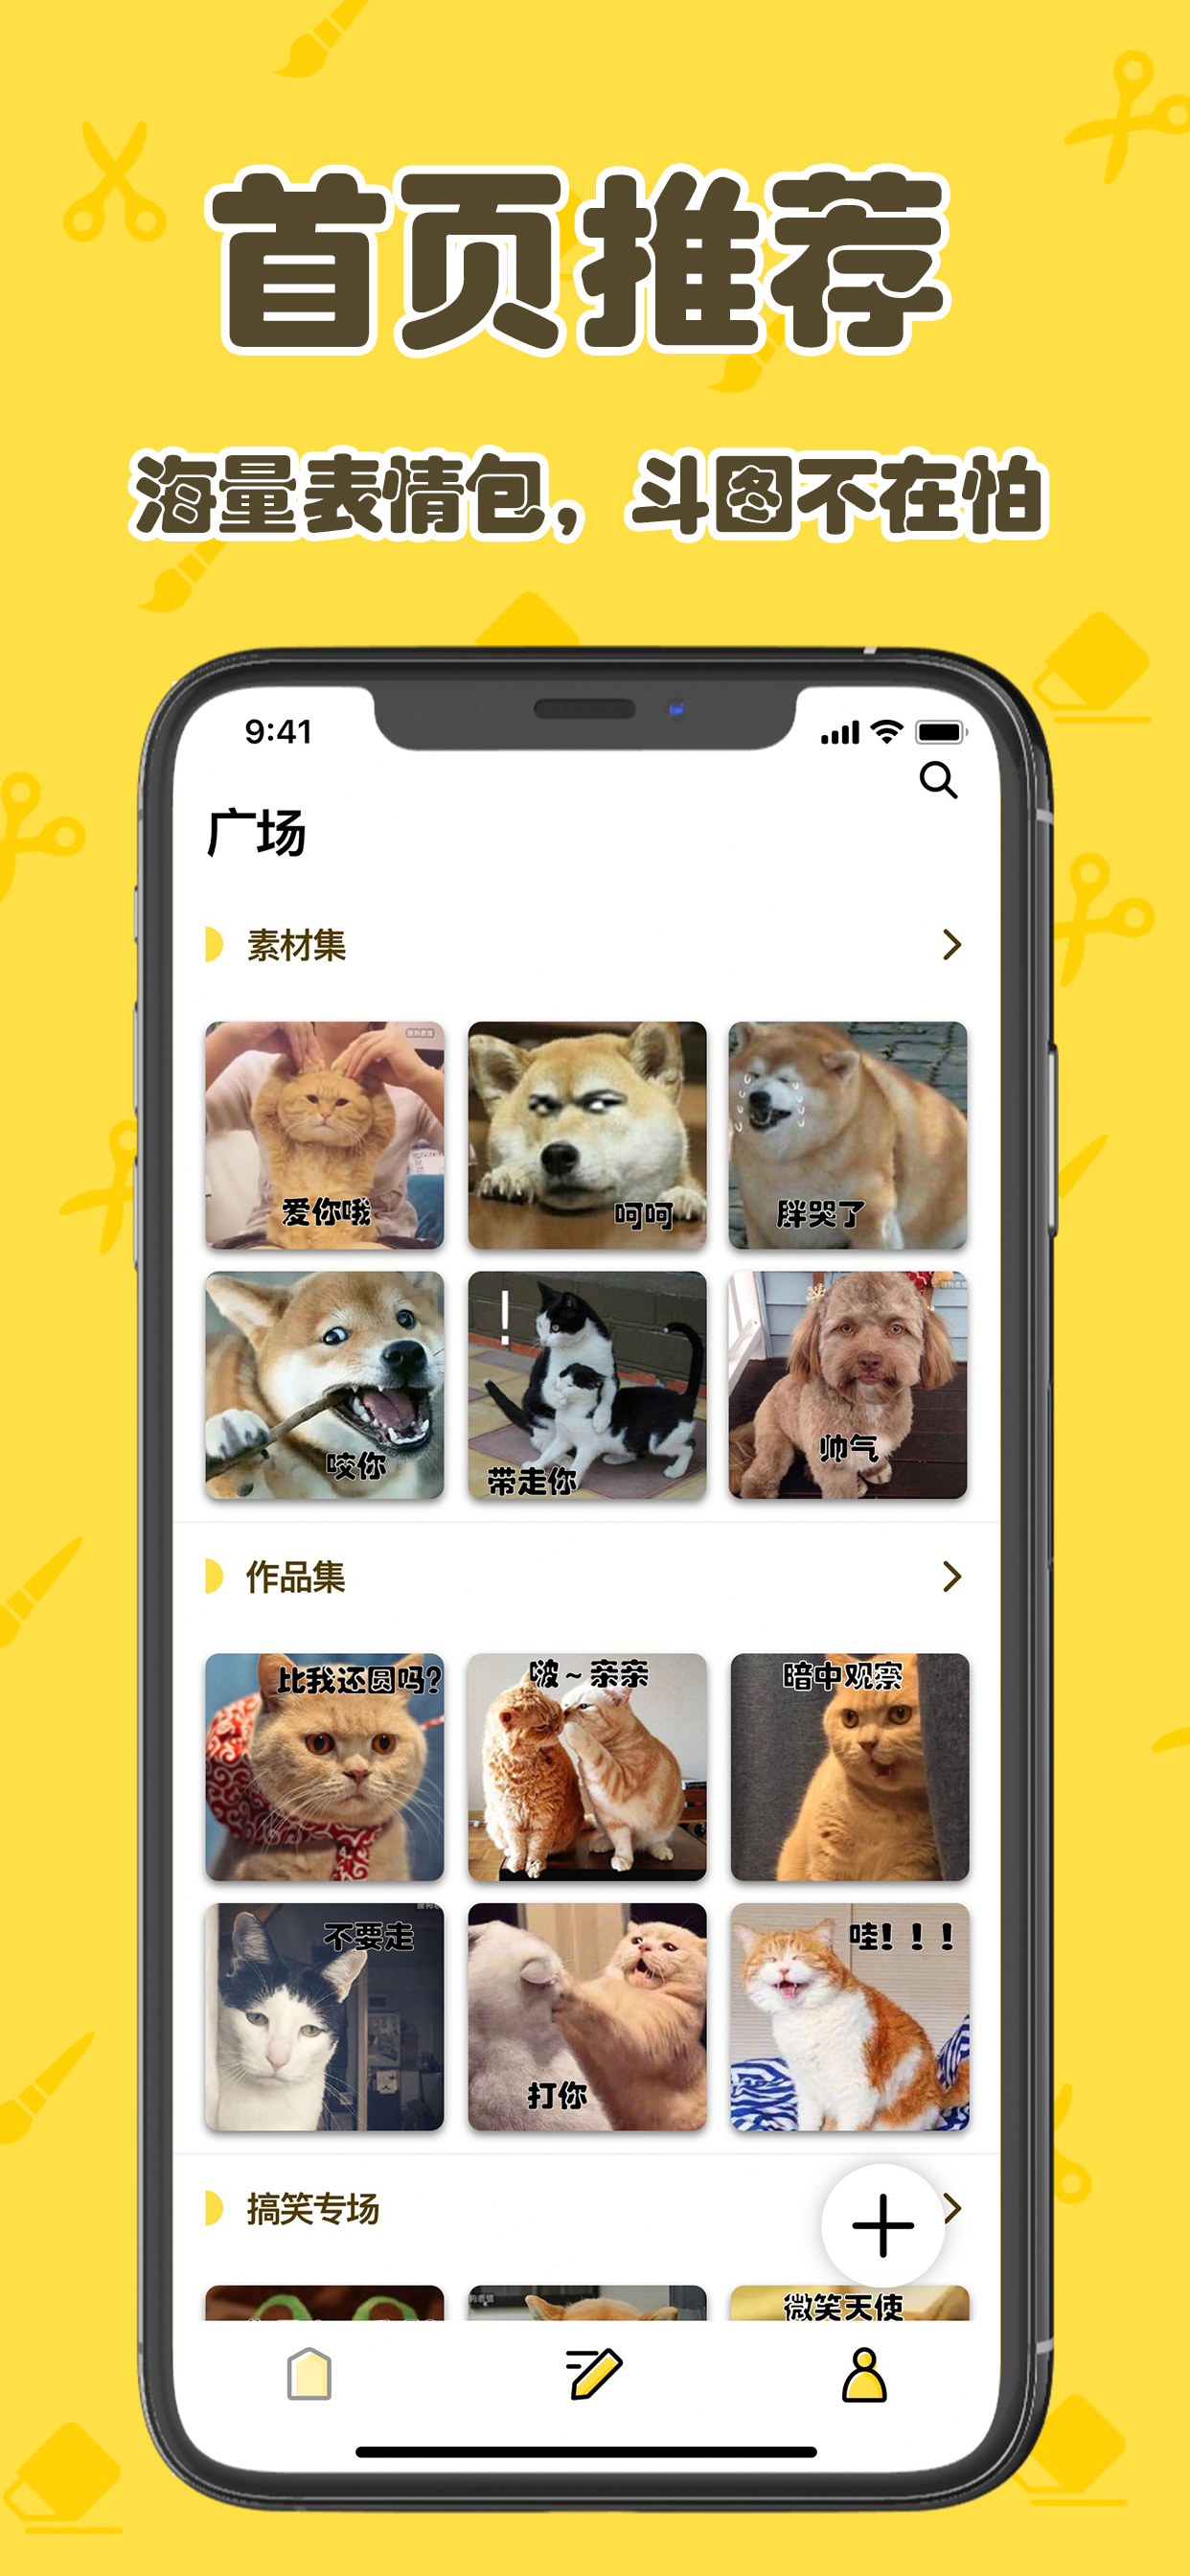 首页推荐
海量表情包，斗图不在怕
9:41
广场
素材集
爱你哦
呵呵
胖哭了
咬你
!
带走你
帅气
作品集
比我还圆吗?
啵~亲亲
暗中观察
不要走
打你
哇！！！
搞笑专场
微笑天使